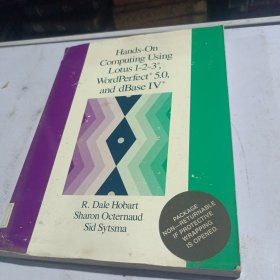 Hands-On
Computing Using
Lotus 1-2-3®,
WordPerfect® 5.0,
and dBase IV®
R. Dale Hobart
Sharon Octernaud
Sid Sytsma
PACKAGE
NON-RETURNABLE
IF PROTECTIVE
WRAPPING
IS OPENED.